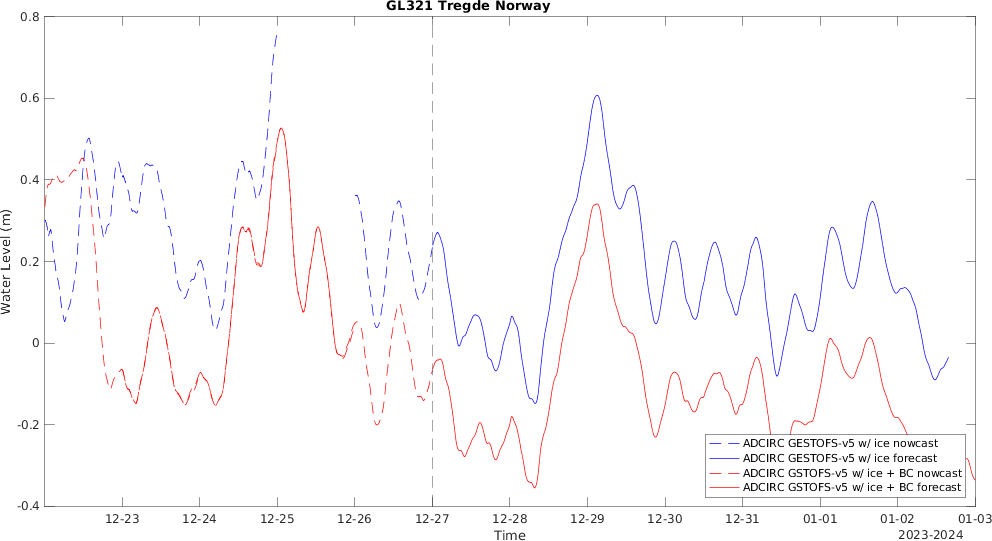 GL321 Tregde Norway
0.8
0.6
0.4
0.2
0
-0.2
-0.4
Water Level (m)
12-23 12-24 12-25 12-26 12-27 12-28 12-29 12-30 12-31 01-01 01-02 01-03
Time
2023-2024
ADCIRC GESTOFS-v5 w/ ice nowcast
ADCIRC GESTOFS-v5 w/ ice forecast
ADCIRC GSTOFS-v5 w/ ice + BC nowcast
ADCIRC GSTOFS-v5 w/ ice + BC forecast